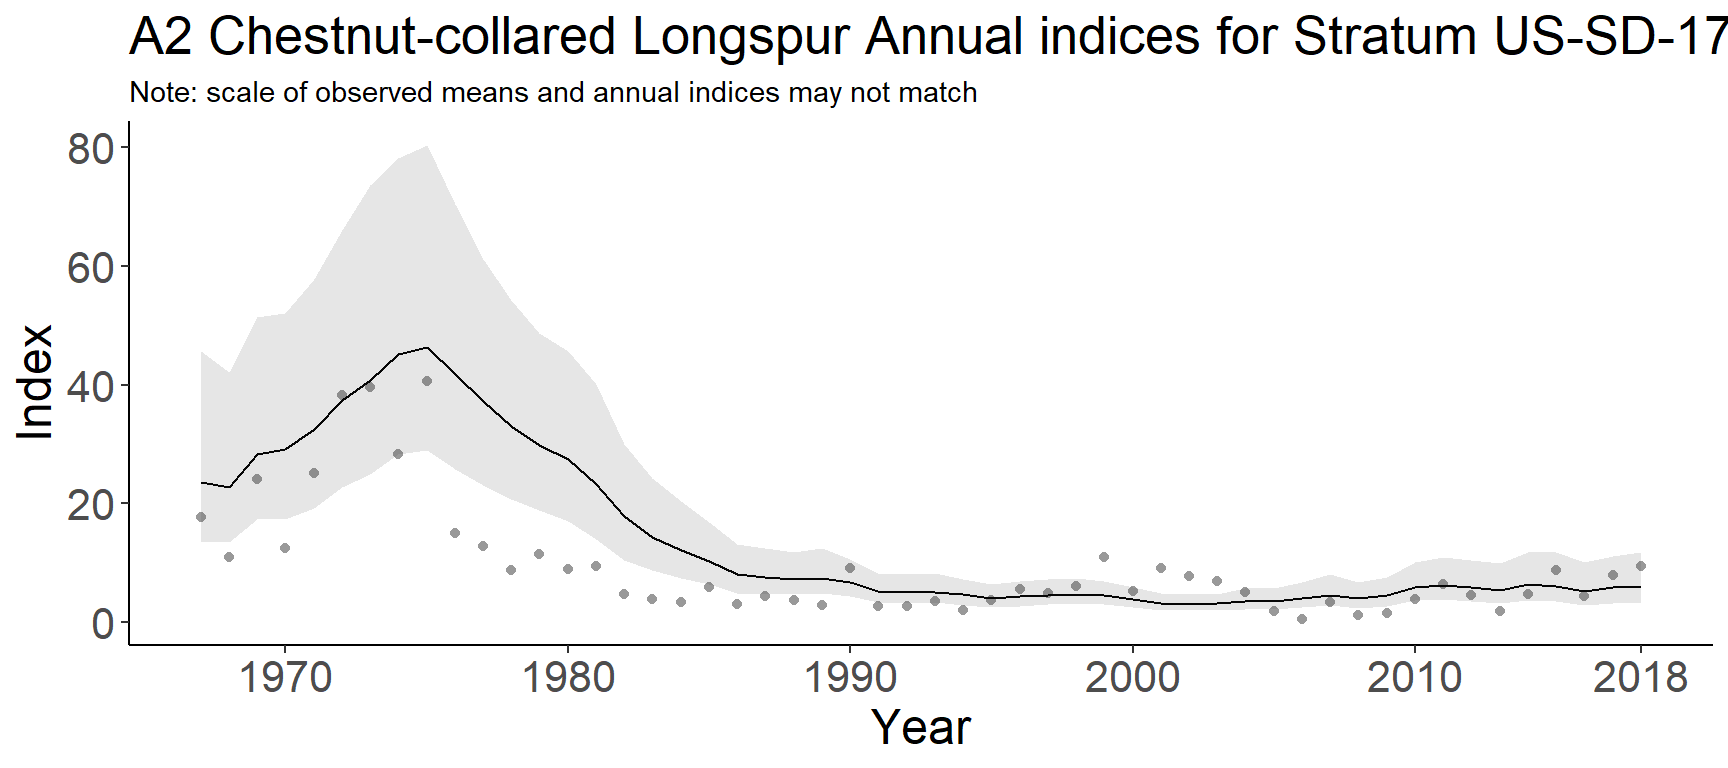 A2 Chestnut-collared Longspur Annual indices for Stratum US-SD-17
Note: scale of observed means and annual indices may not match
80
60
40
20
0
Index
1970 1980 1990 2000 2010 2018
Year